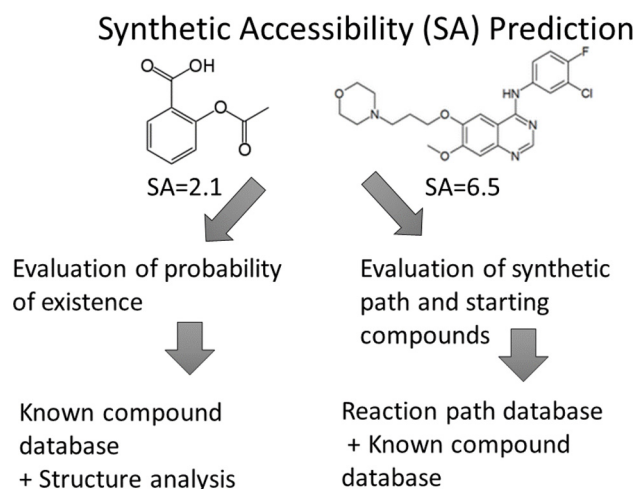 Synthetic Accessibility (SA) Prediction
O
OH
O
O
O
N
O
O
HN
F
Cl
N
N
SA=2.1
SA=6.5
Evaluation of probability
of existence
Evaluation of synthetic
path and starting
compounds
Known compound
database
+ Structure analysis
Reaction path database
+ Known compound
database